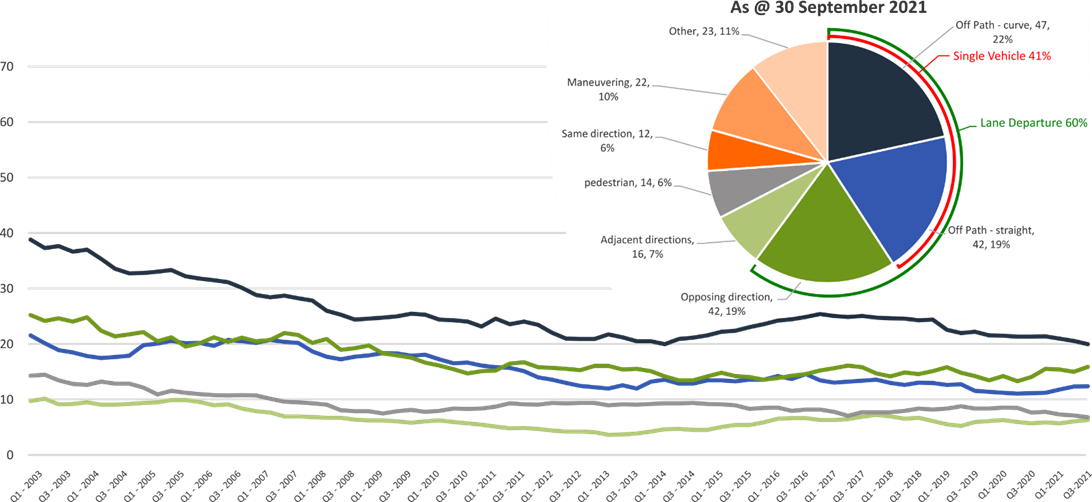 As @ 30 September 2021
Off Path - curve, 47,
22%
Other, 23, 11%
Single Vehicle 41%
Maneuvering, 22,
10%
Lane Departure 60%
Same direction, 12,
6%
pedestrian, 14, 6%
Off Path - straight,
42, 19%
Adjacent directions,
16, 7%
Opposing direction,
42, 19%
70
60
50
40
30
20
10
0
Q1 - 2003
Q3 - 2003
Q1 - 2004
Q3 - 2004
Q1 - 2005
Q3 - 2005
Q1 - 2006
Q3 - 2006
Q1 - 2007
Q3 - 2007
Q1 - 2008
Q3 - 2008
Q1 - 2009
Q3 - 2009
Q1 - 2010
Q3 - 2010
Q1 - 2011
Q3 - 2011
Q1 - 2012
Q3 - 2012
Q1 - 2013
Q3 - 2013
Q1 - 2014
Q3 - 2014
Q1 - 2015
Q3 - 2015
Q1 - 2016
Q3 - 2016
Q1 - 2017
Q3 - 2017
Q1 - 2018
Q3 - 2018
Q1 - 2019
Q3 - 2019
Q1 - 2020
Q3 - 2020
Q1 - 2021
Q3-2021